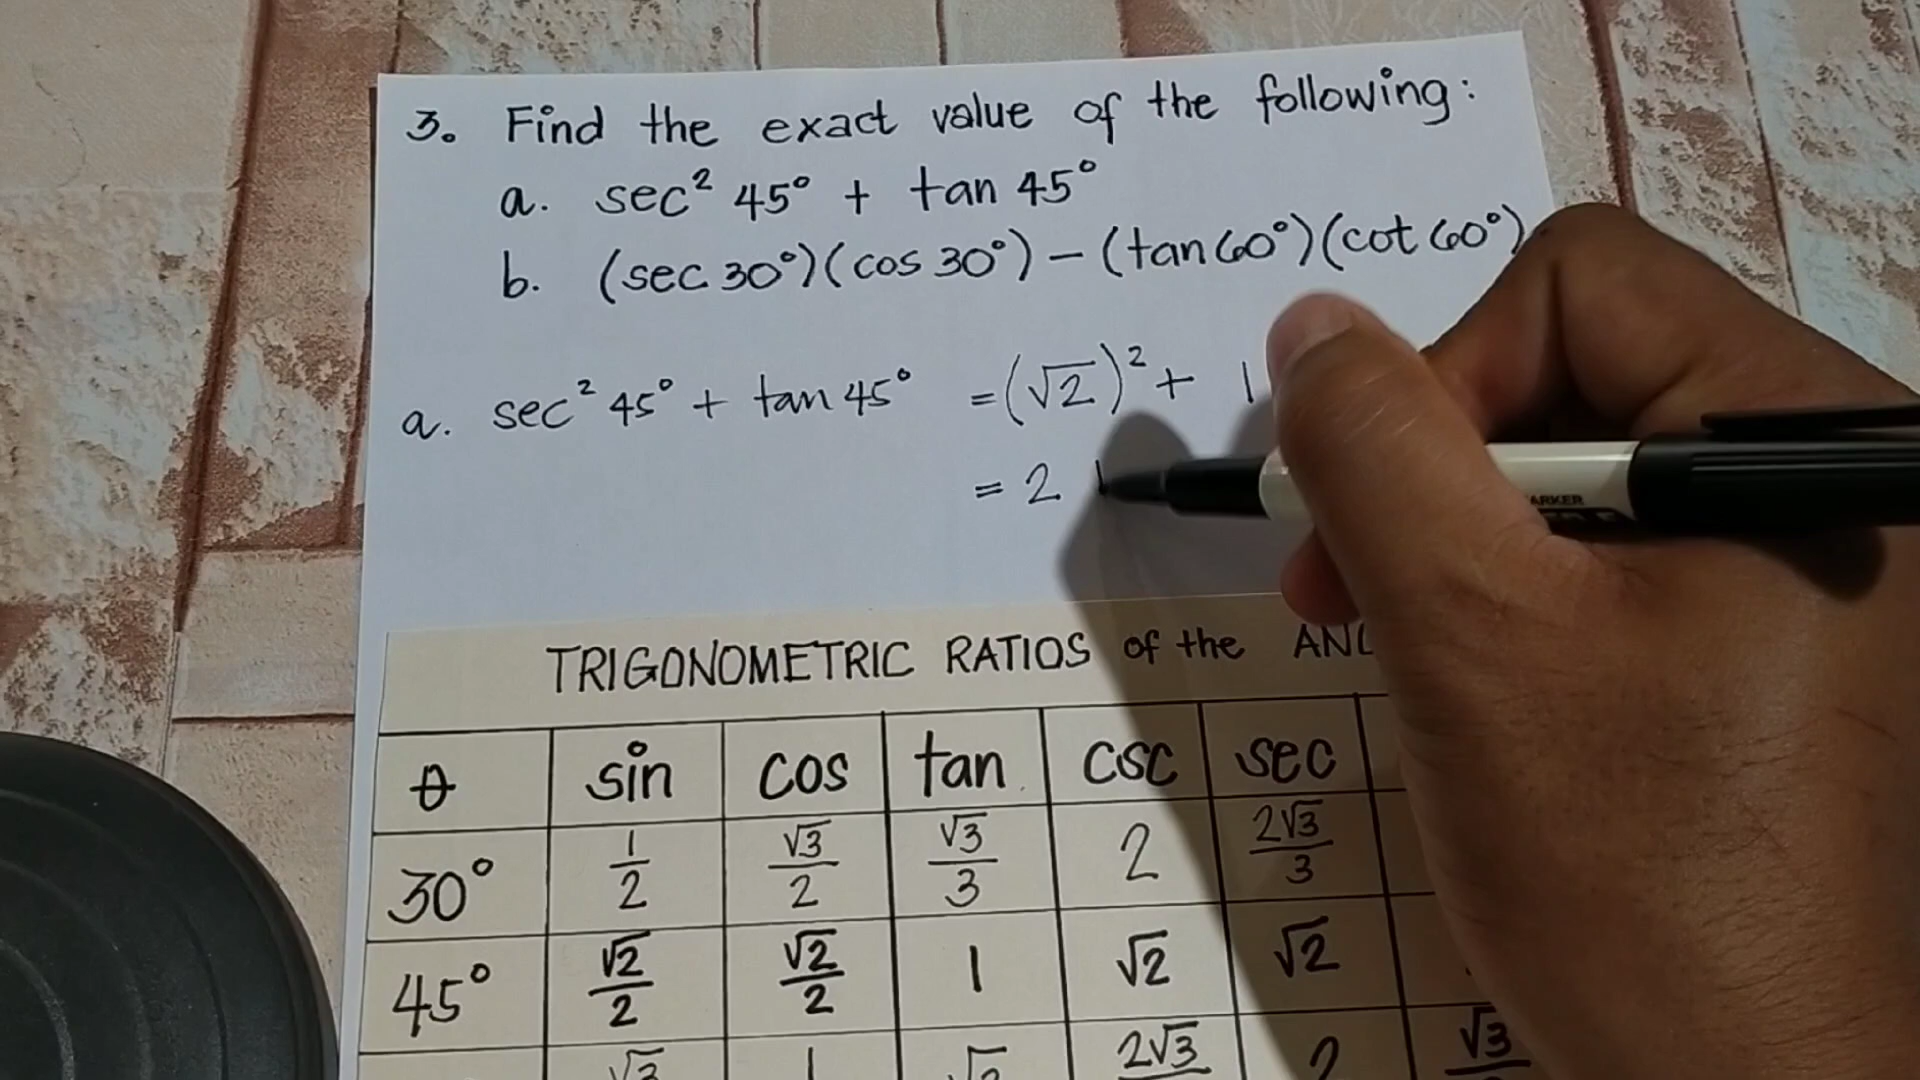 3. Find the exact value of the following:
a. sec² 45° + tan 45°
b. (sec 30°)(cos 30°) – (tan 60°)(cot 60°)
a. sec² 45° + tan 45° = (√2)² + 1
= 2
TRIGONOMETRIC RATIOS of the
θ sin cos tan csc sec
30° 1/2 √3/2 √3/3 2 2√3/3
45° √2/2 √2/2 1 √2 √2
√3 1 2√3 2 √3